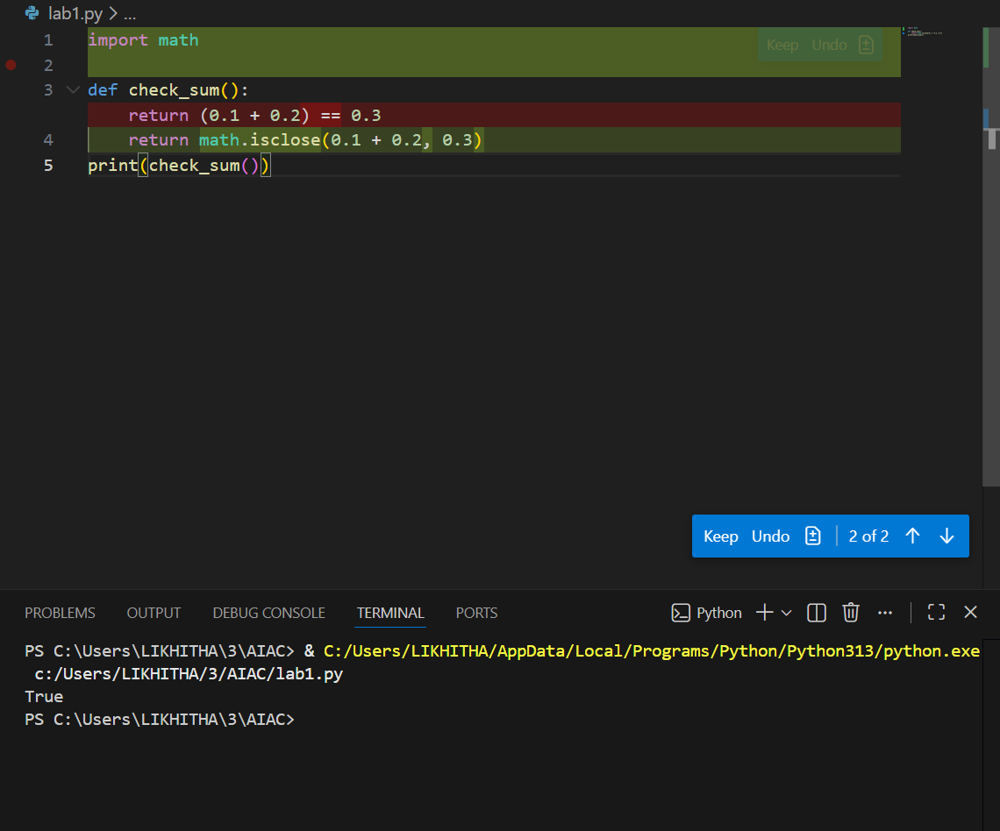 lab1.py > ...
1 import math
Keep Undo
2
3 def check_sum():
return (0.1 + 0.2) == 0.3
4 return math.isclose(0.1 + 0.2, 0.3)
5 print(check_sum())
Keep Undo 2 of 2
PROBLEMS OUTPUT DEBUG CONSOLE TERMINAL PORTS Python
PS C:\Users\LIKHITHA\3\AIAC> & C:/Users/LIKHITHA/AppData/Local/Programs/Python/Python313/python.exe
c:/Users/LIKHITHA/3/AIAC/lab1.py
True
PS C:\Users\LIKHITHA\3\AIAC>